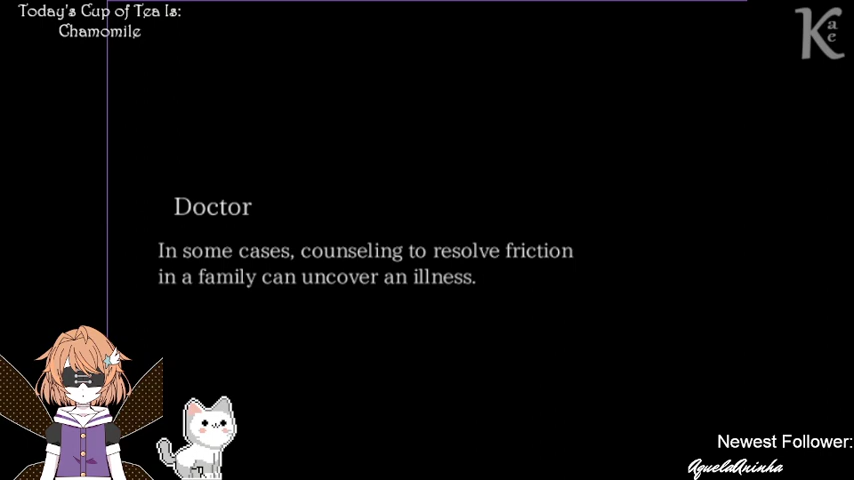 Today's Cup of Tea Is:
Chamomile
Kae
Doctor
In some cases, counseling to resolve friction
in a family can uncover an illness.
Newest Follower:
AquelaAninha